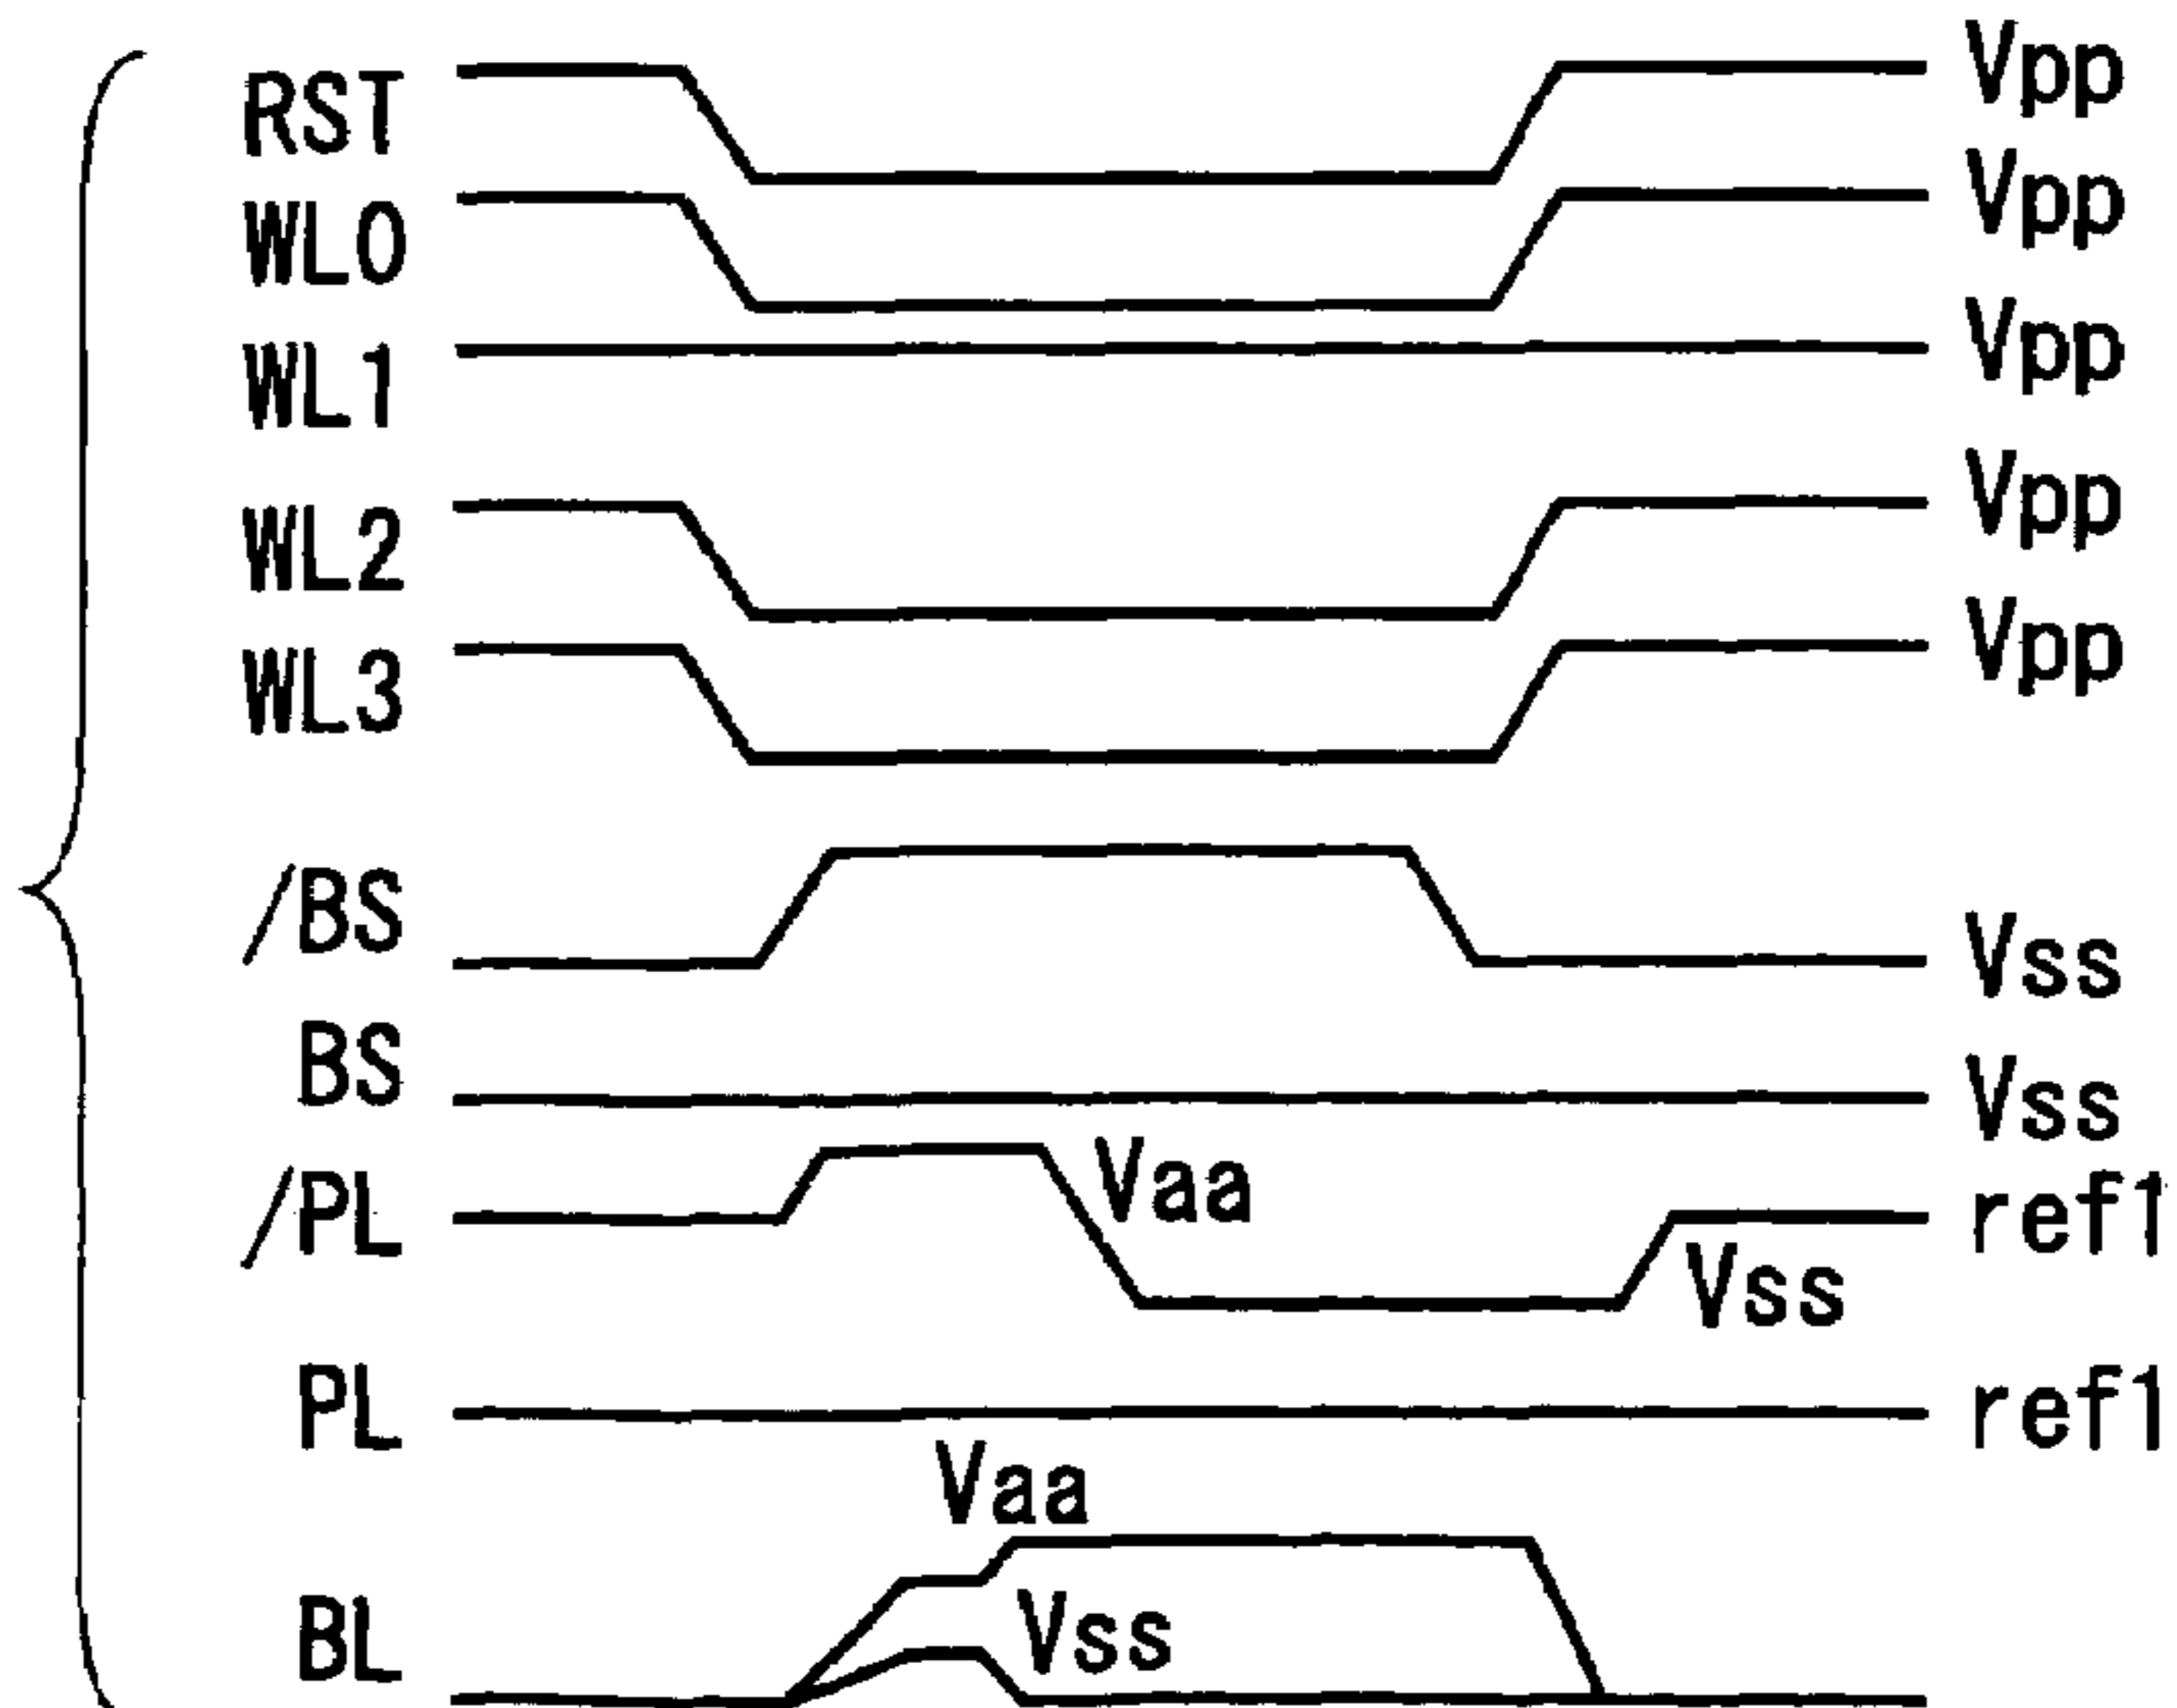 RST Vpp
WL0 Vpp
WL1 Vpp
WL2 Vpp
WL3 Vpp
/BS Vss
BS Vss
/PL Vaa Vss ref1
PL ref1
Vaa
BL Vss